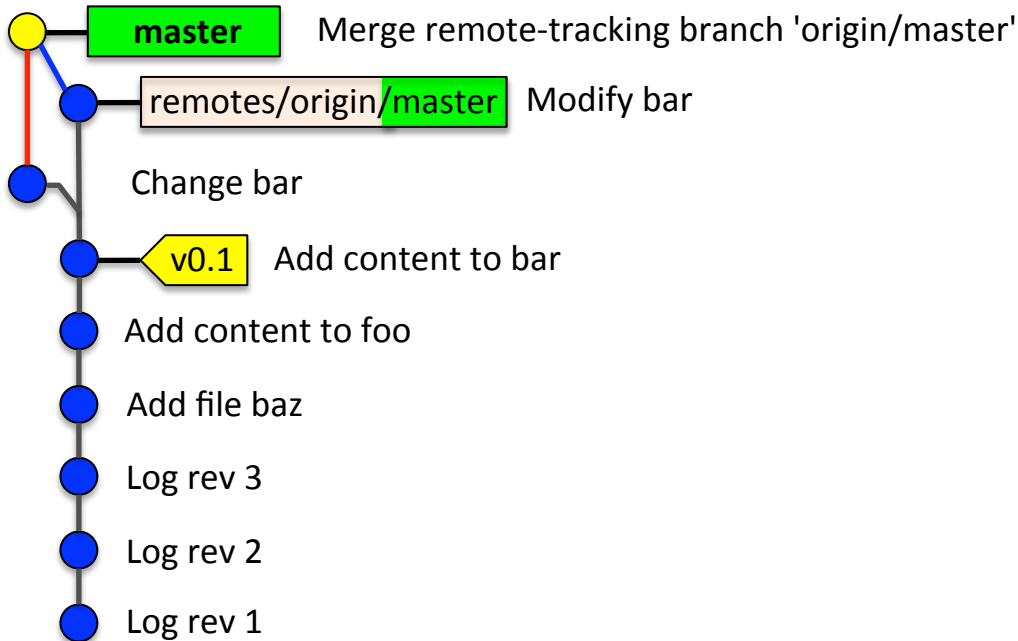 master Merge remote-tracking branch 'origin/master'
remotes/origin/master Modify bar
Change bar
v0.1 Add content to bar
Add content to foo
Add file baz
Log rev 3
Log rev 2
Log rev 1